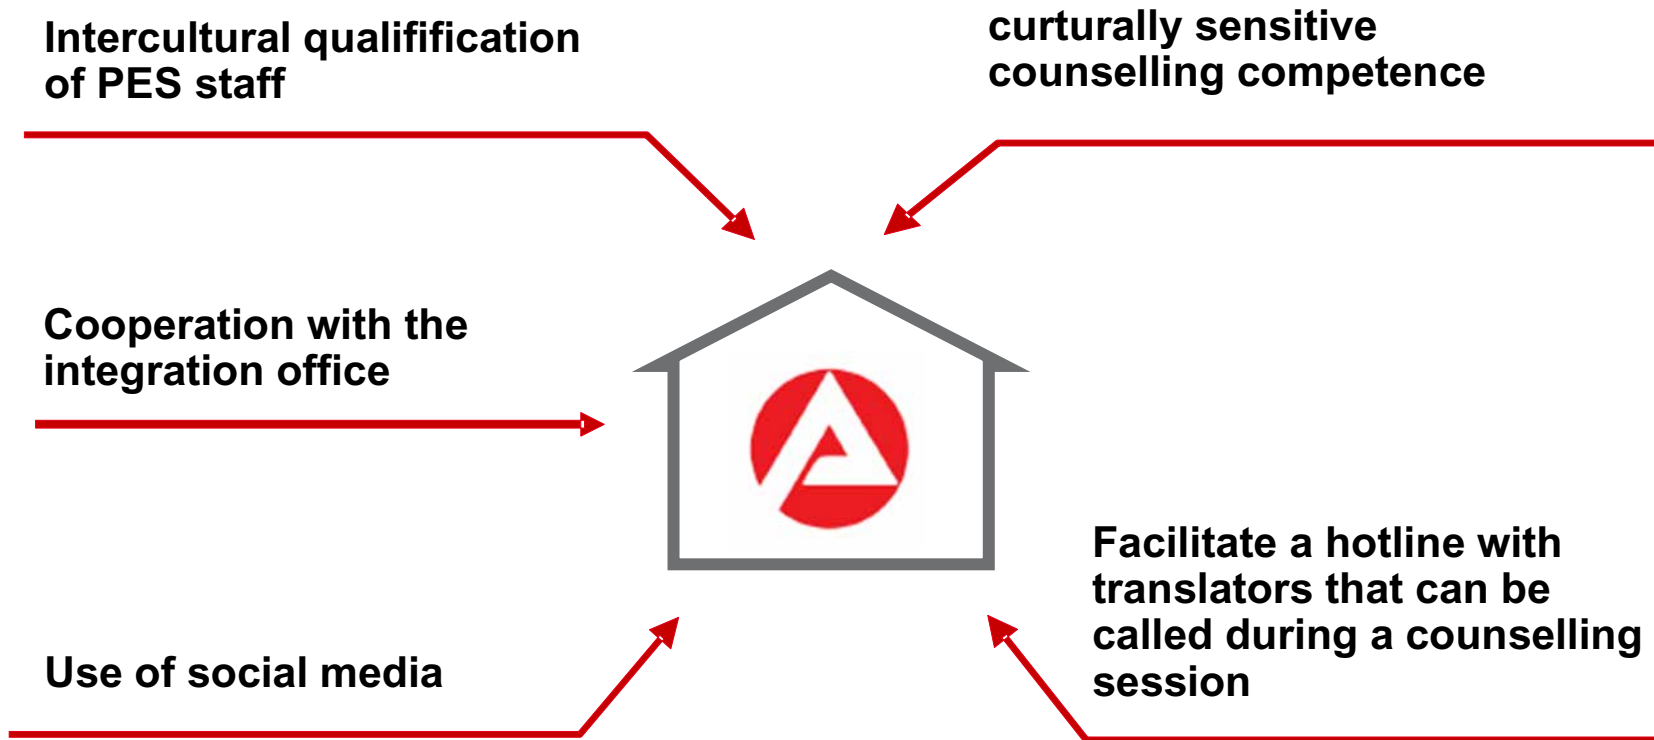 Intercultural qualifification
of PES staff
curturally sensitive
counselling competence
Cooperation with the
integration office
Use of social media
Facilitate a hotline with
translators that can be
called during a counselling
session